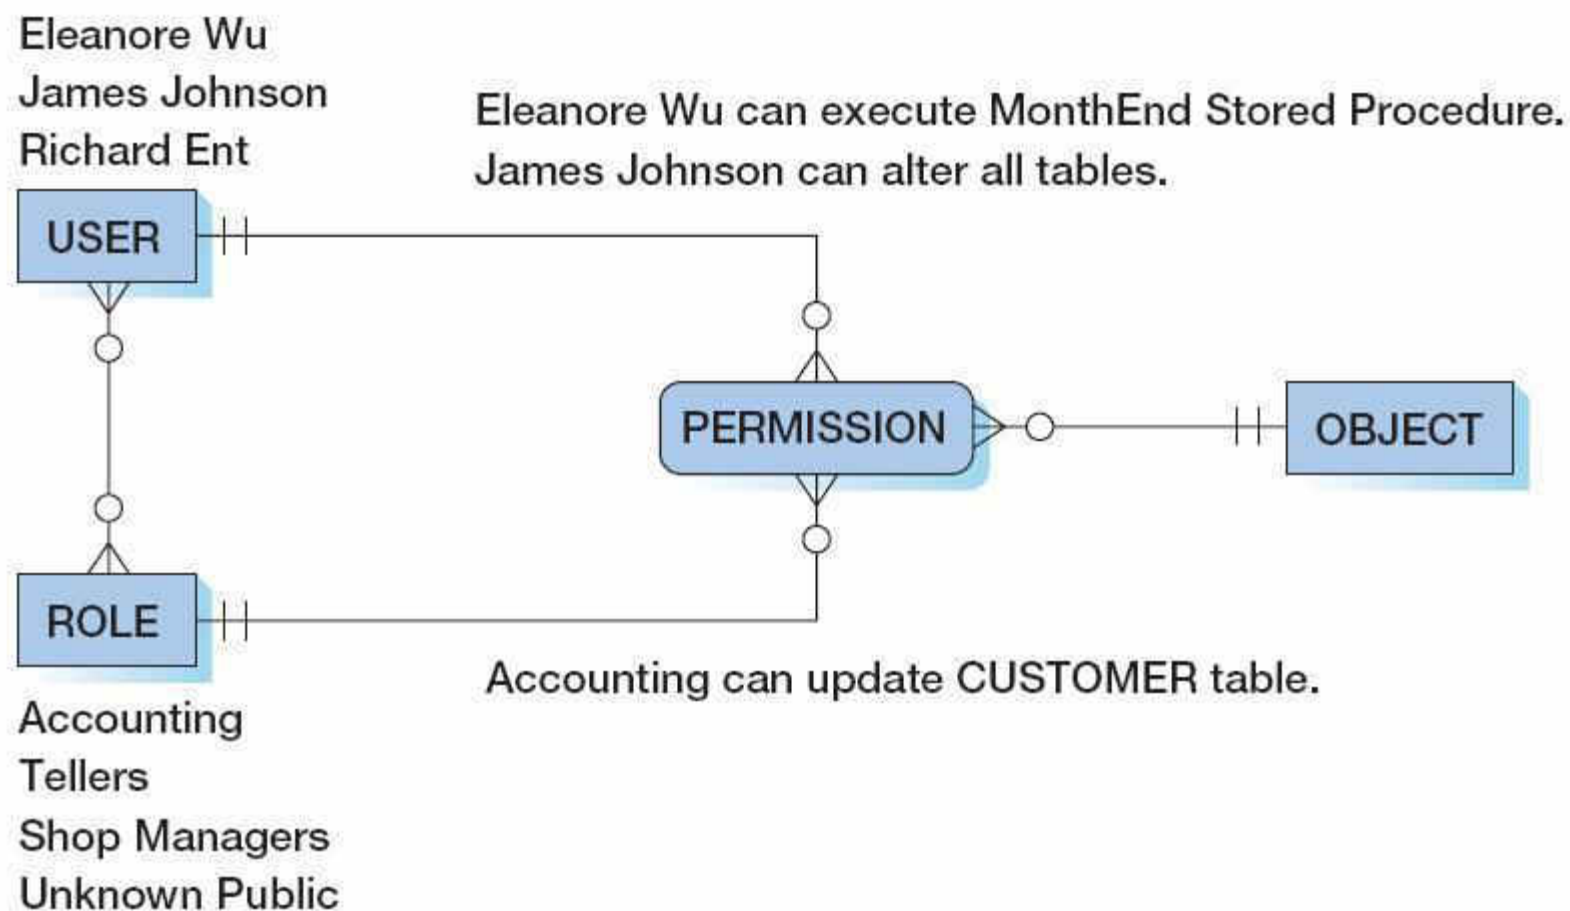 Eleanore Wu
James Johnson
Richard Ent
Eleanore Wu can execute MonthEnd Stored Procedure.
James Johnson can alter all tables.
USER
PERMISSION
OBJECT
ROLE
Accounting can update CUSTOMER table.
Accounting
Tellers
Shop Managers
Unknown Public